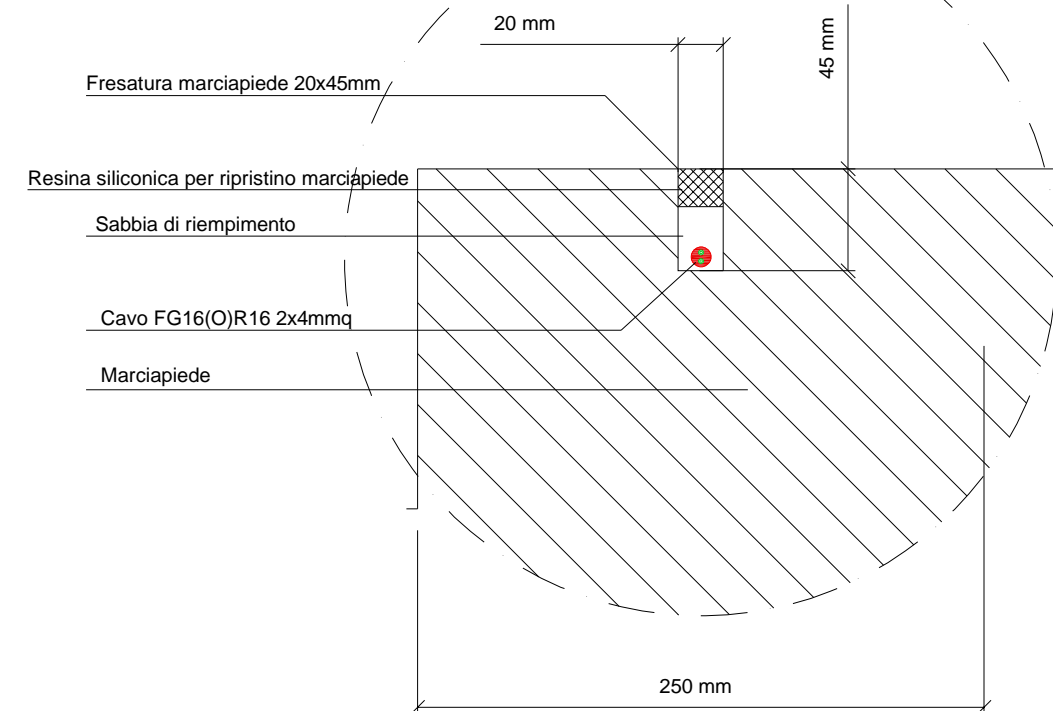 20 mm
45 mm
Fresatura marciapiede 20x45mm
Resina siliconica per ripristino marciapiede
Sabbia di riempimento
Cavo FG16(O)R16 2x4mmq
Marciapiede
250 mm